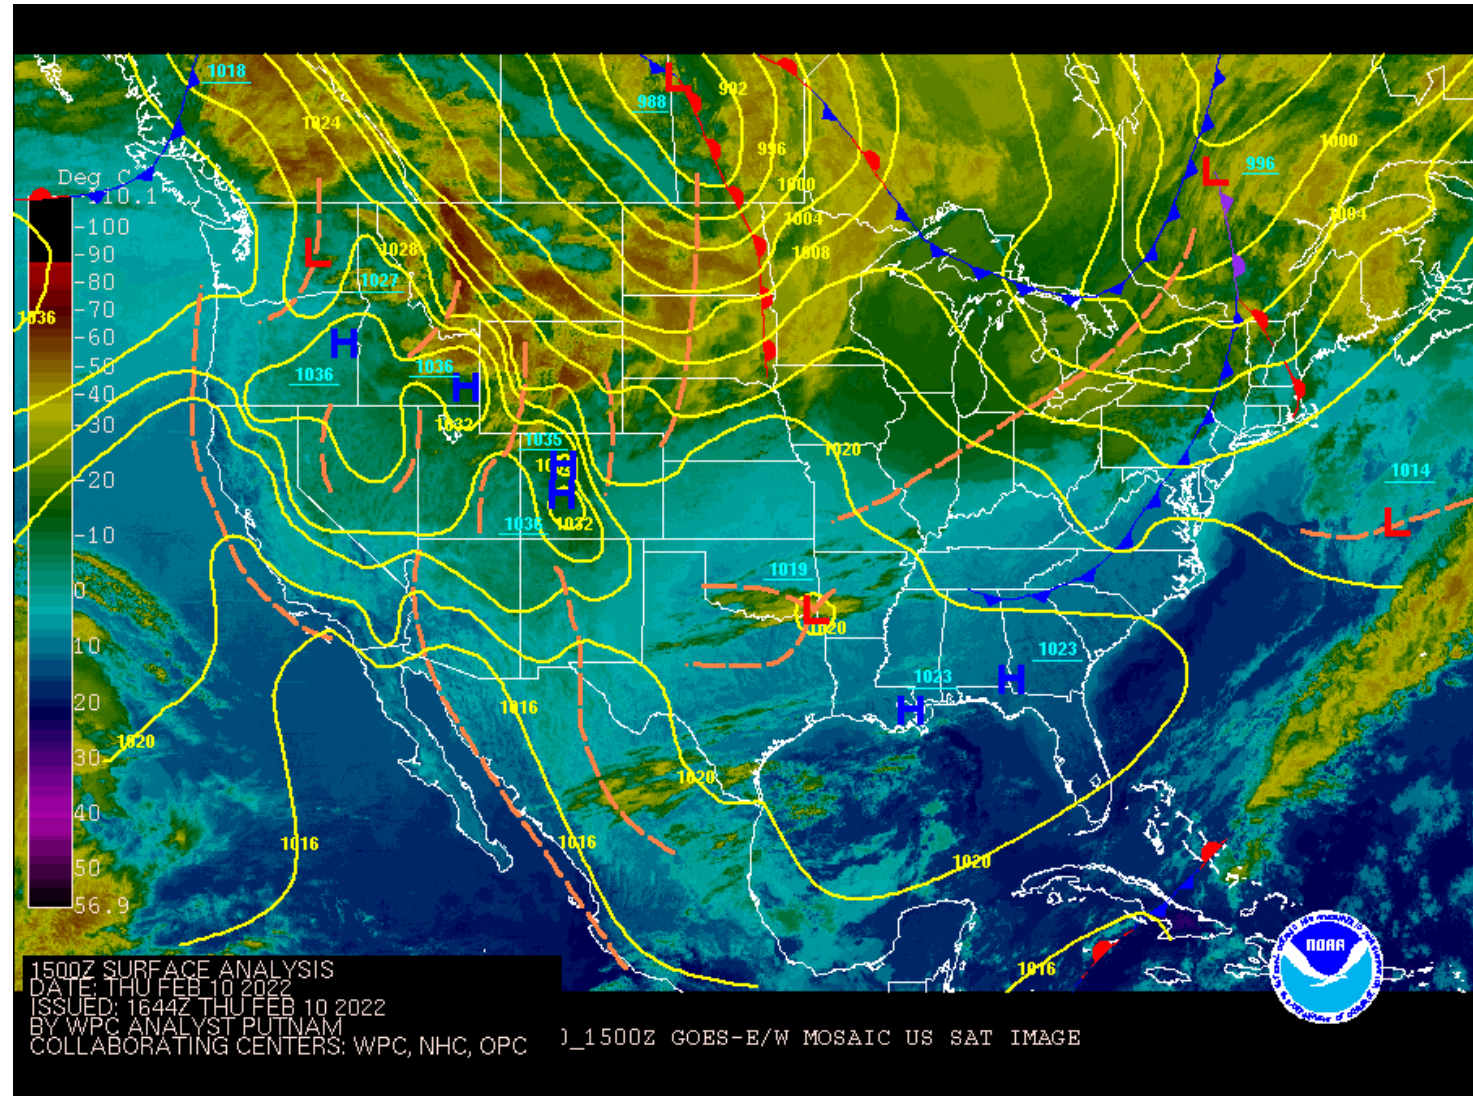 1018
988
992
1024
996
1000
996
Deg C
-110.1
-100
-90
-80
-70
-60
-50
-40
-30
-20
-10
0
10
20
30
40
50
56.9
L
1000
1004
1004
L
L
L
1008
1028
1027
1036
H
1036
1036
H
1032
1035
H
H
1032
1036
1020
1014
L
1019
L
1020
1023
H
1023
H
1016
1020
1020
1016
1016
1020
1016
NOAA
1500Z SURFACE ANALYSIS
DATE: THU FEB 10 2022
ISSUED: 1644Z THU FEB 10 2022
BY WPC ANALYST PUTNAM
COLLABORATING CENTERS: WPC, NHC, OPC
0_1500Z GOES-E/W MOSAIC US SAT IMAGE